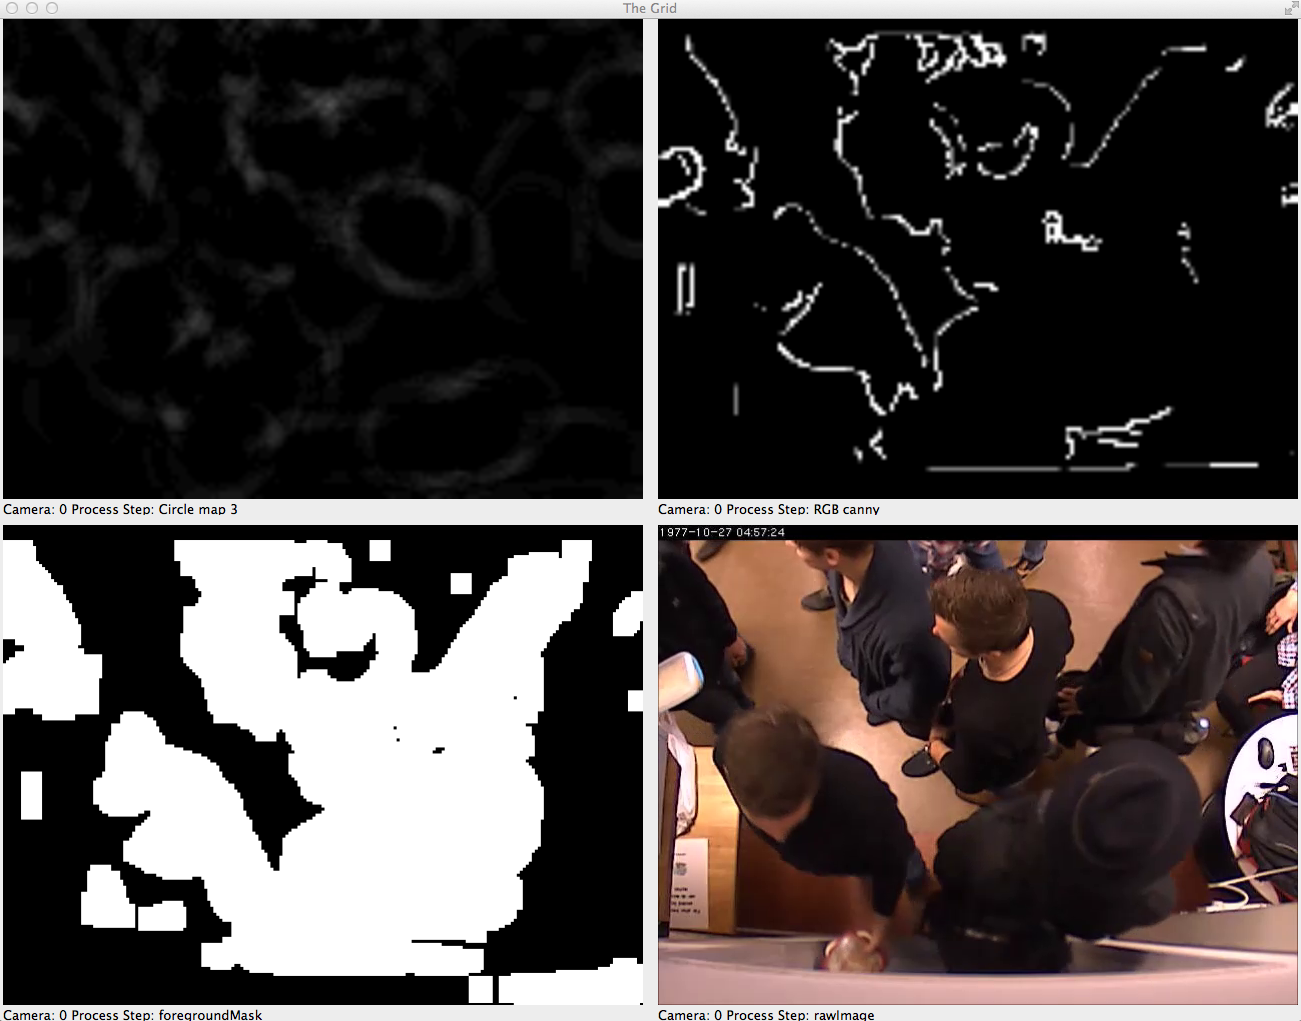 The Grid
Camera: 0 Process Step: Circle map 3
Camera: 0 Process Step: RGB canny
1977-10-27 04:57:24
Camera: 0 Process Step: foregroundMask
Camera: 0 Process Step: rawImage